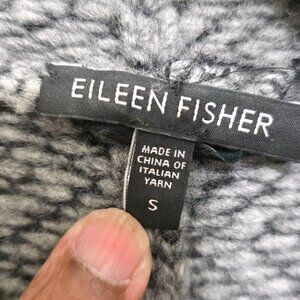 EILEEN FISHER
MADE IN
CHINA OF
ITALIAN
YARN
S